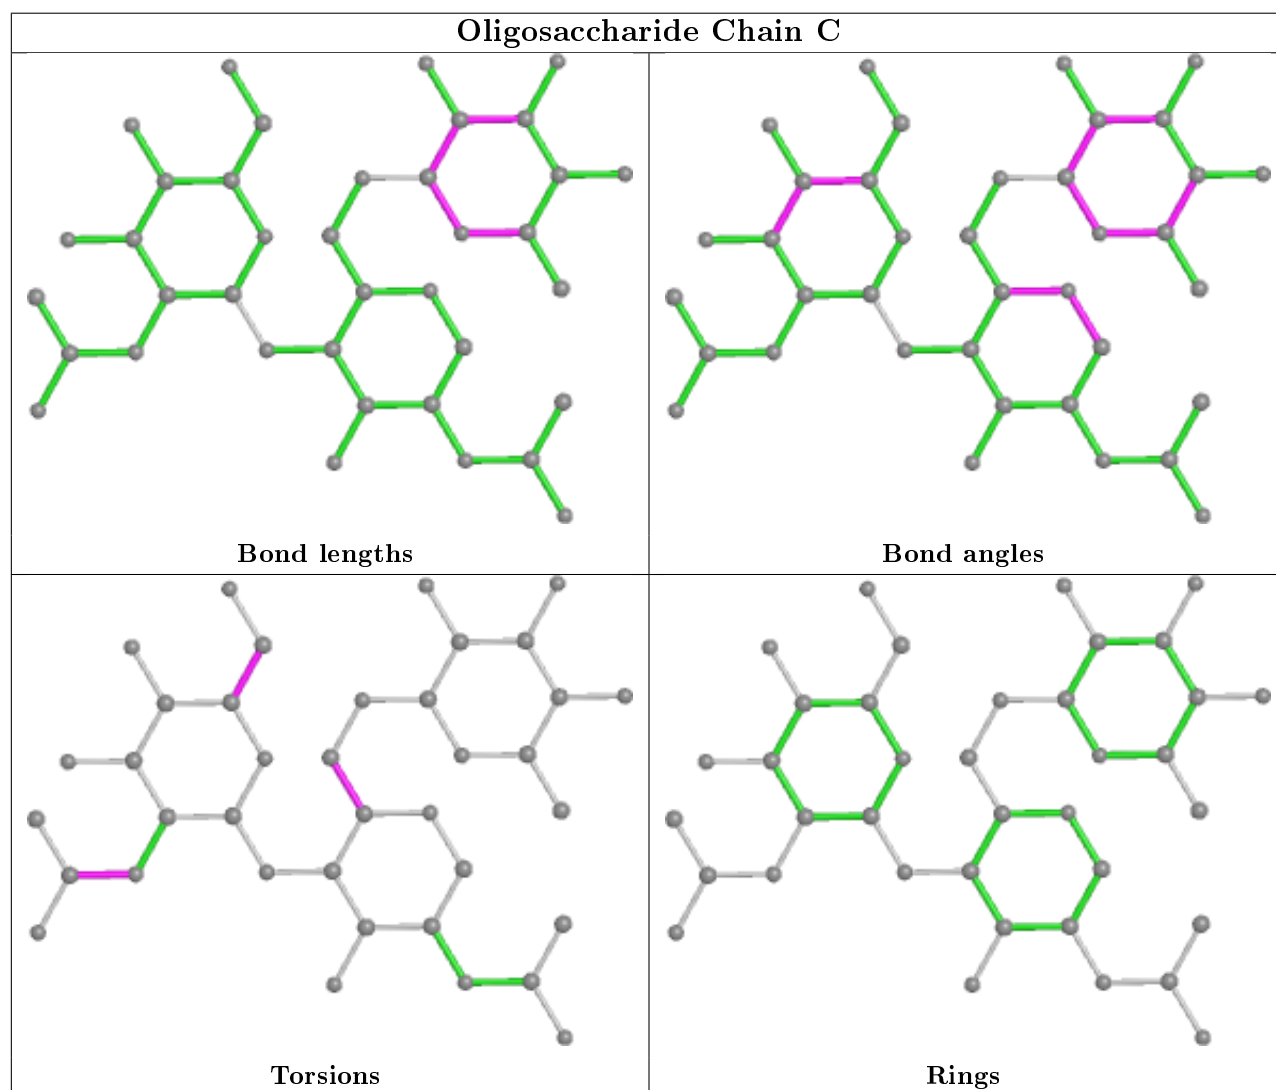 Oligosaccharide Chain C
Bond lengths
Bond angles
Torsions
Rings